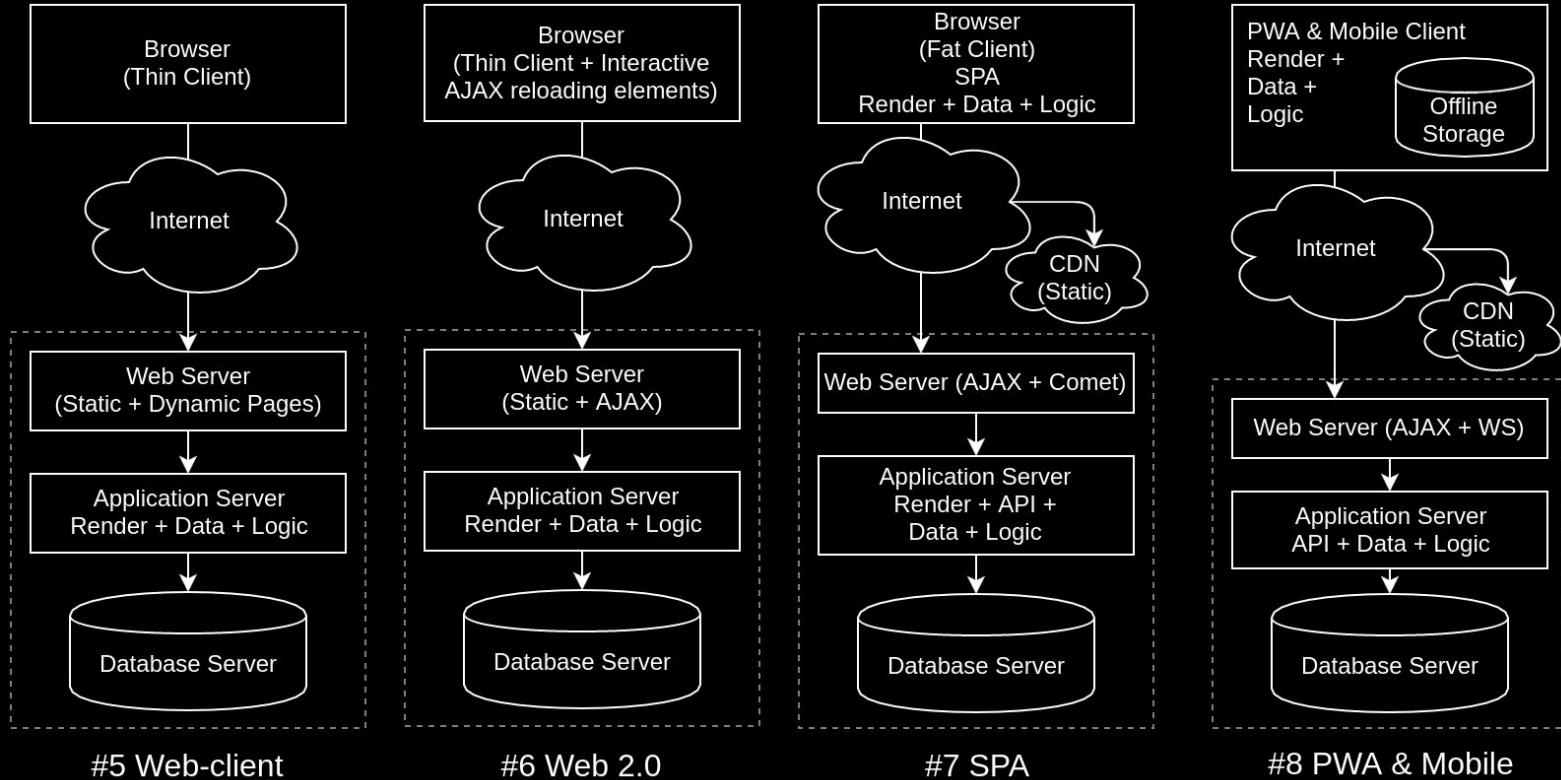 Browser
(Thin Client)
Internet
Web Server
(Static + Dynamic Pages)
Application Server
Render + Data + Logic
Database Server
#5 Web-client
Browser
(Thin Client + Interactive
AJAX reloading elements)
Internet
Web Server
(Static + AJAX)
Application Server
Render + Data + Logic
Database Server
#6 Web 2.0
Browser
(Fat Client)
SPA
Render + Data + Logic
Internet
CDN
(Static)
Web Server (AJAX + Comet)
Application Server
Render + API +
Data + Logic
Database Server
#7 SPA
PWA & Mobile Client
Render +
Data +
Logic
Offline
Storage
Internet
CDN
(Static)
Web Server (AJAX + WS)
Application Server
API + Data + Logic
Database Server
#8 PWA & Mobile